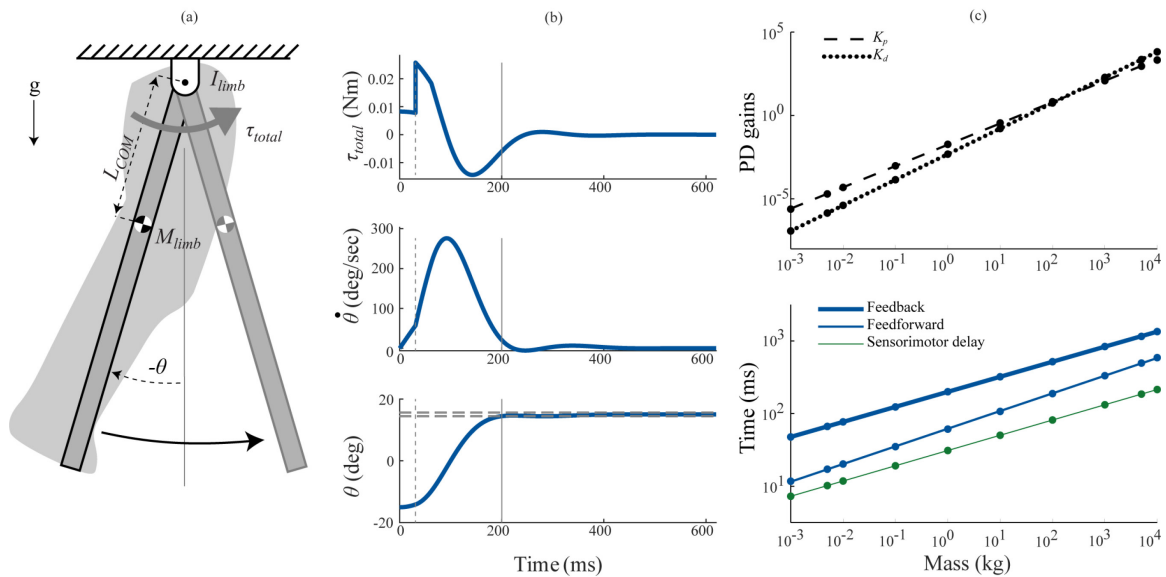 (a)
g
I_limb
τ_total
L_COM
M_limb
-θ
(b)
τ_total (Nm)
0.02
0.01
0
-0.01
0 200 400 600
θ̇ (deg/sec)
300
200
100
0
0 200 400 600
θ (deg)
20
0
-20
0 200 400 600
Time (ms)
(c)
PD gains
10^5
10^0
10^-5
K_p
K_d
10^-3 10^-2 10^-1 10^0 10^1 10^2 10^3 10^4
Time (ms)
10^3
10^2
10^1
Feedback
Feedforward
Sensorimotor delay
10^-3 10^-2 10^-1 10^0 10^1 10^2 10^3 10^4
Mass (kg)